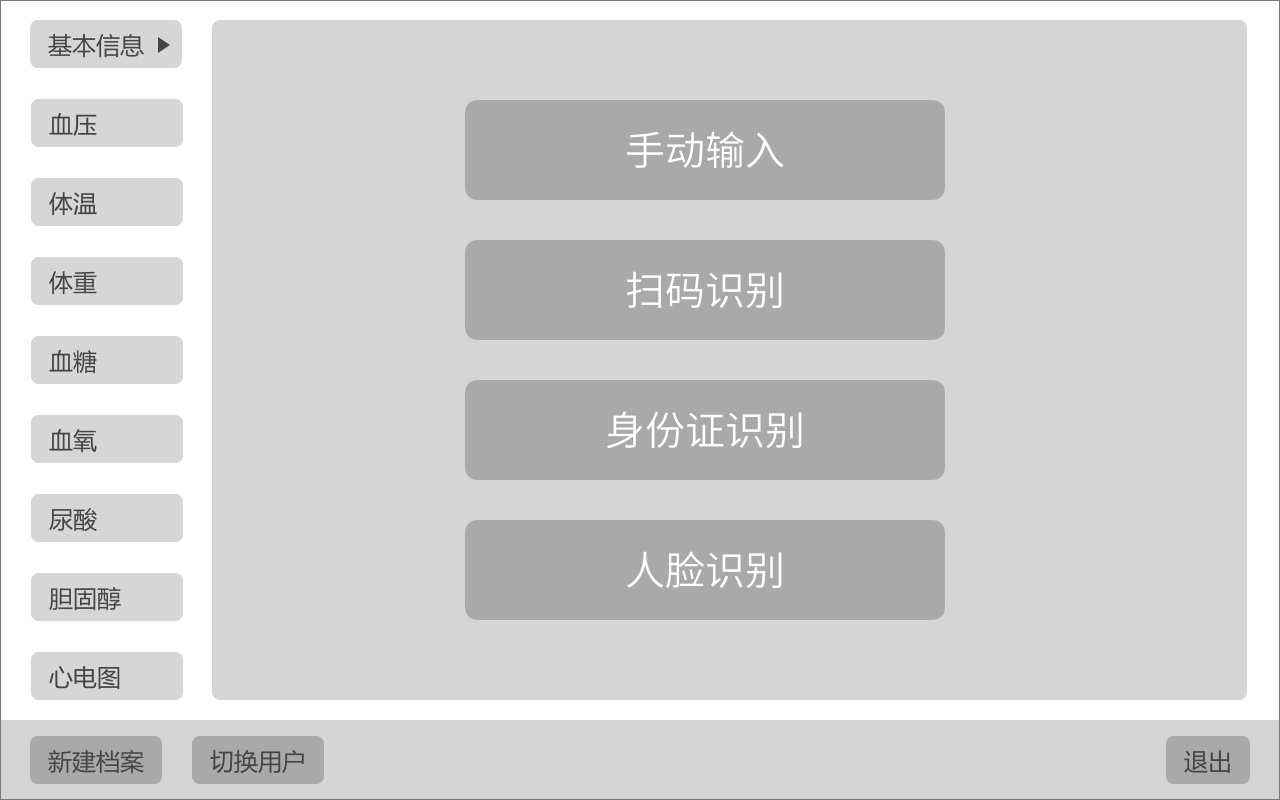 基本信息
血压
体温
体重
血糖
血氧
尿酸
胆固醇
心电图
手动输入
扫码识别
身份证识别
人脸识别
新建档案
切换用户
退出